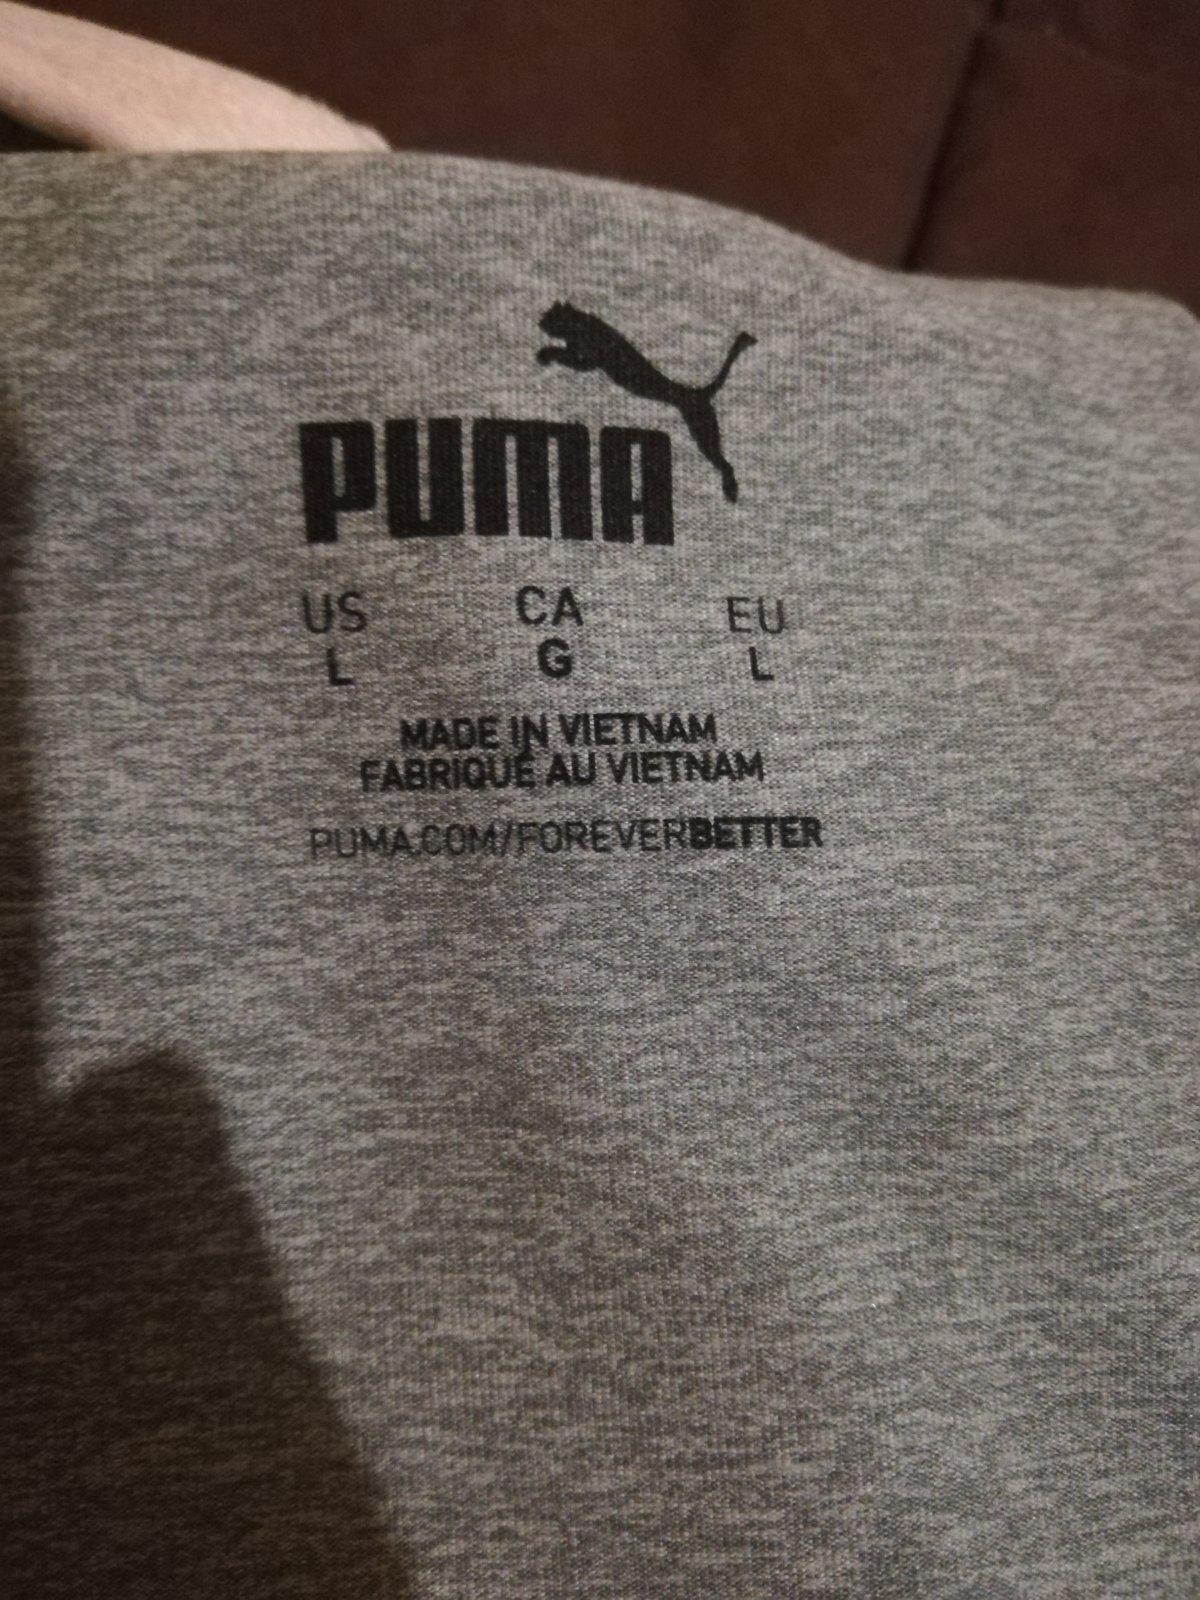 PUMA
US CA EU
L G L
MADE IN VIETNAM
FABRIQUÉ AU VIETNAM
PUMA.COM/FOREVERBETTER